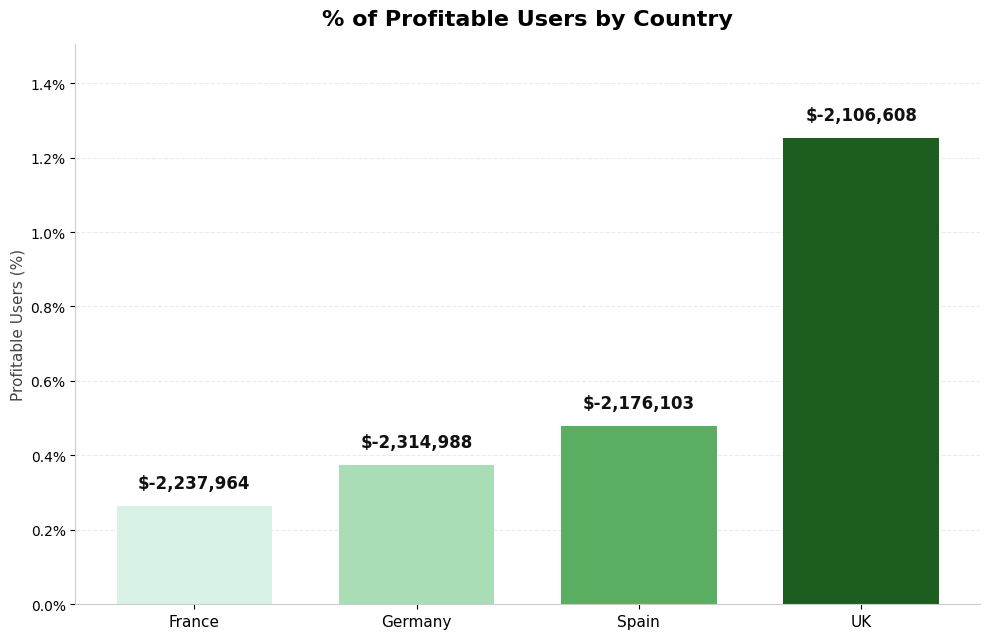 % of Profitable Users by Country
Profitable Users (%)
1.4%
1.2%
1.0%
0.8%
0.6%
0.4%
0.2%
0.0%
$-2,237,964
$-2,314,988
$-2,176,103
$-2,106,608
France
Germany
Spain
UK